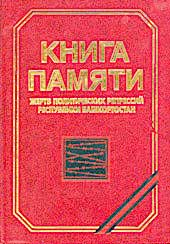 КНИГА
ПАМЯТИ
ЖЕРТВ ПОЛИТИЧЕСКИХ РЕПРЕССИЙ
РЕСПУБЛИКИ БАШКОРТОСТАН